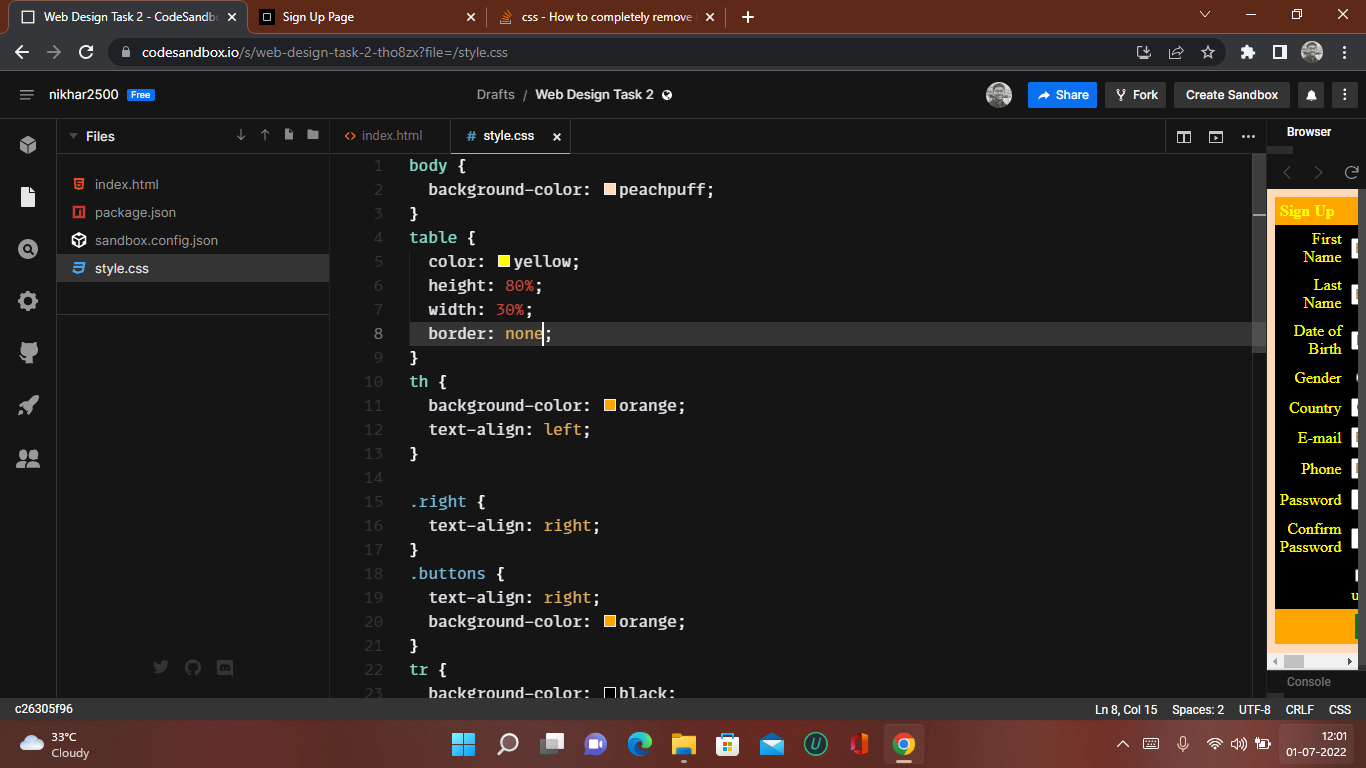 Web Design Task 2 - CodeSandbo
Sign Up Page
css - How to completely remove
codesandbox.io/s/web-design-task-2-tho8zx?file=/style.css
nikhar2500 Free
Drafts / Web Design Task 2
Share
Fork
Create Sandbox
Files
index.html
style.css
Browser
index.html
package.json
sandbox.config.json
style.css
1 body {
2 background-color: peachpuff;
3 }
4 table {
5 color: yellow;
6 height: 80%;
7 width: 30%;
8 border: none;
9 }
10 th {
11 background-color: orange;
12 text-align: left;
13 }
14
15 .right {
16 text-align: right;
17 }
18 .buttons {
19 text-align: right;
20 background-color: orange;
21 }
22 tr {
23 background-color: black;
Sign Up
First
Name
Last
Name
Date of
Birth
Gender
Country
E-mail
Phone
Password
Confirm
Password
u
Console
c26305f96
Ln 8, Col 15 Spaces: 2 UTF-8 CRLF CSS
33°C
Cloudy
12:01
01-07-2022